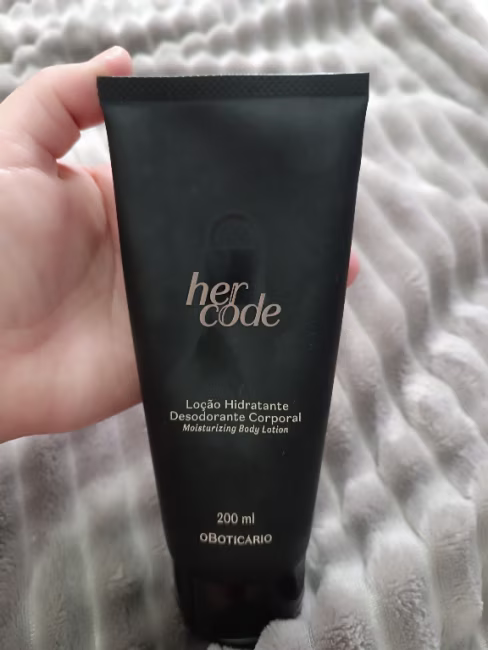 her
code
Loção Hidratante
Desodorante Corporal
Moisturizing Body Lotion
200 ml
oBOTICÁRIO